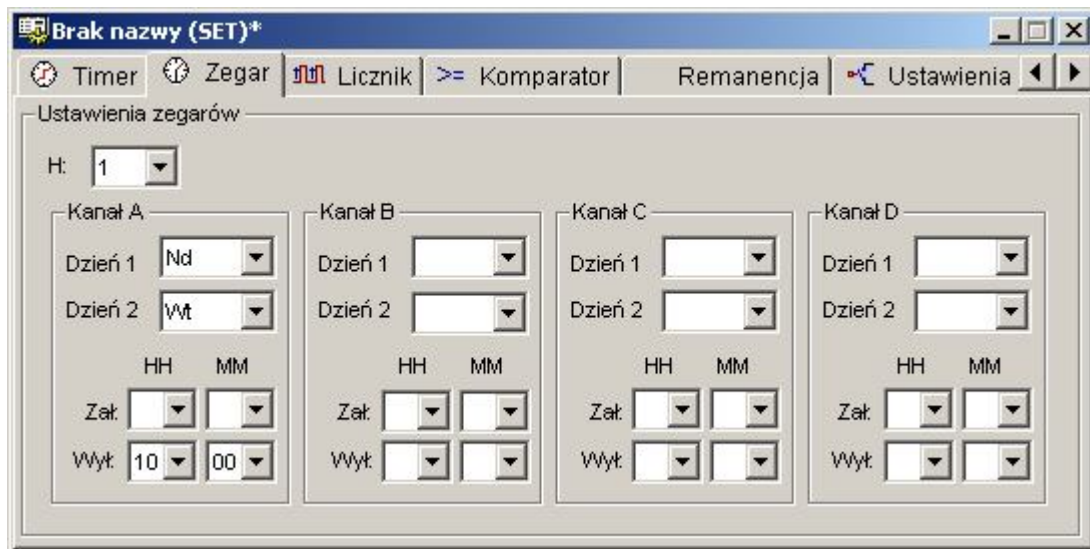 Brak nazwy (SET)*
Timer Zegar Licznik >= Komparator Remanencja Ustawienia
Ustawienia zegarów
H: 1
Kanał A Kanał B Kanał C Kanał D
Dzień 1 Nd Dzień 1 Dzień 1 Dzień 1
Dzień 2 Wt Dzień 2 Dzień 2 Dzień 2
HH MM HH MM HH MM HH MM
Zał: Zał: Zał: Zał:
Wył: 10 00 Wył: Wył: Wył: